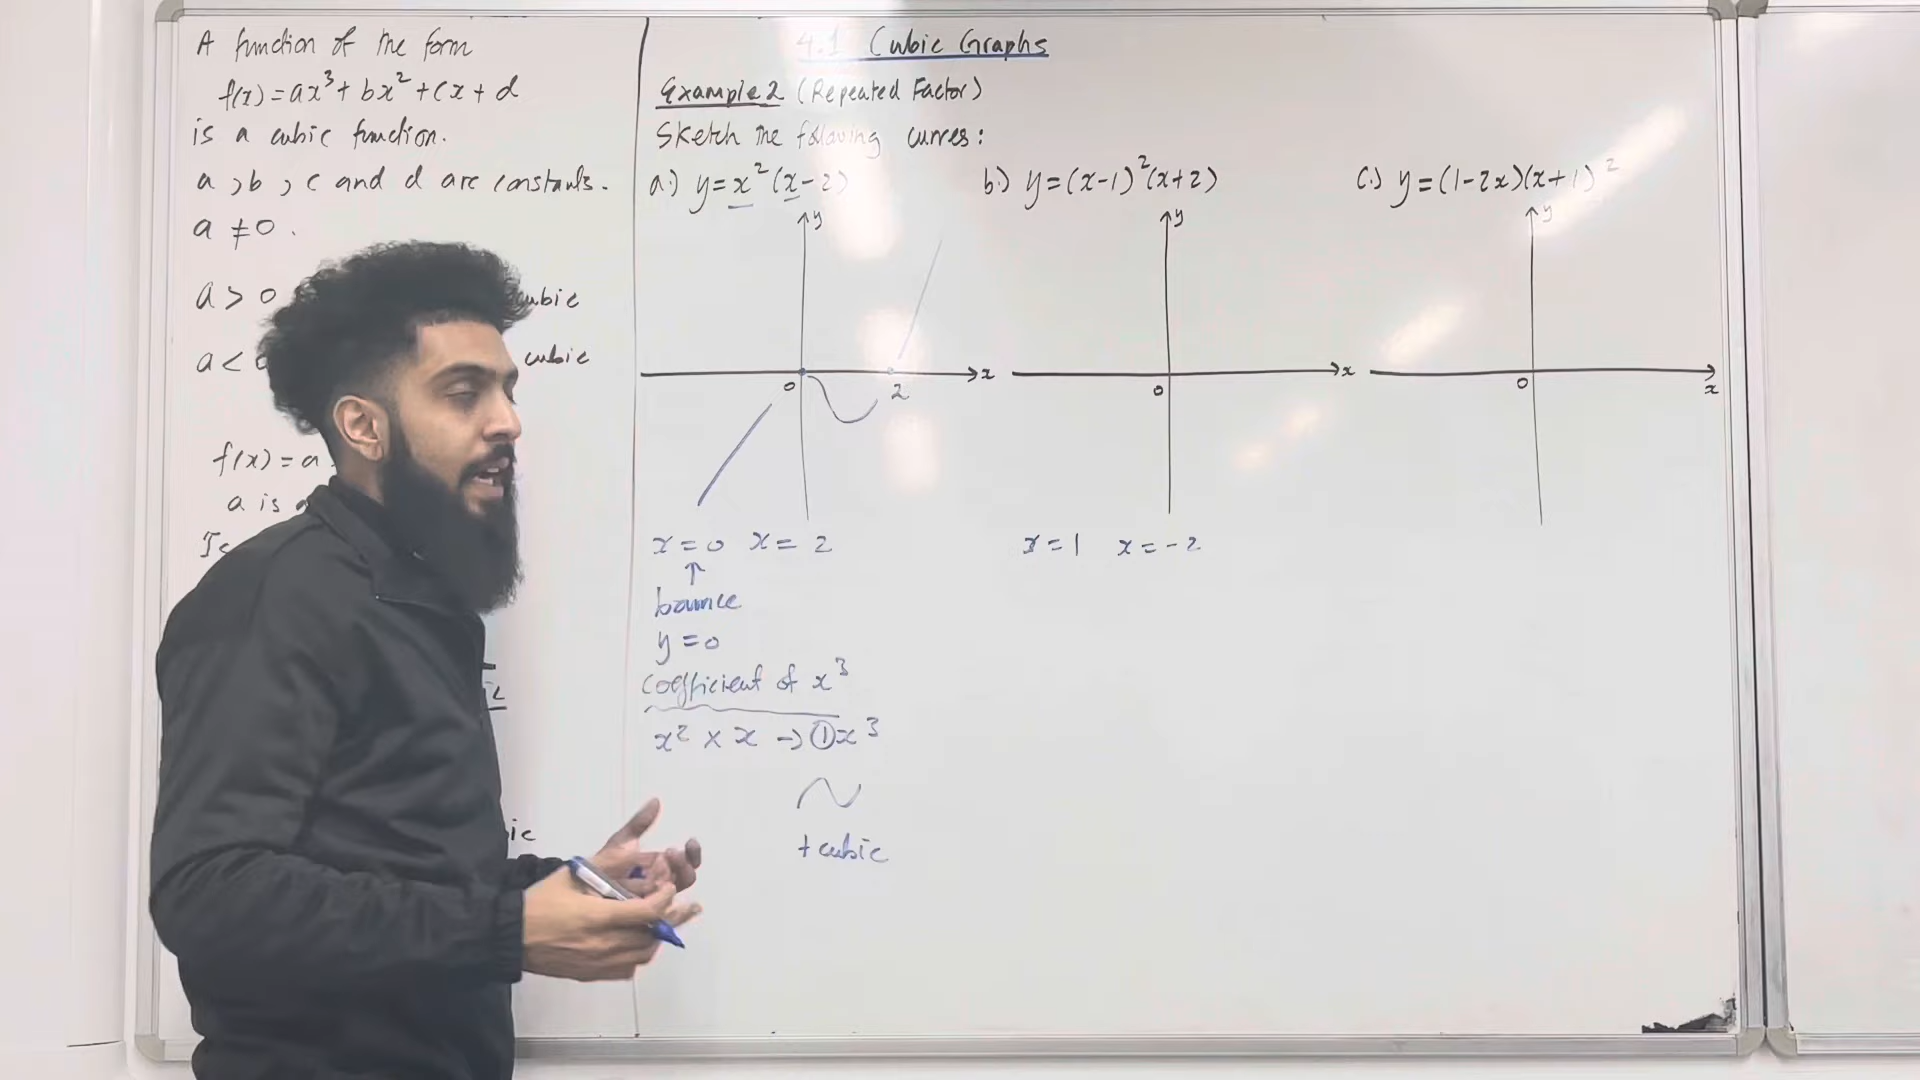 A function of the form
f(x) = ax³ + bx² + cx + d
is a cubic function.
a, b, c and d are constants.
a ≠ 0.
a > 0 cubic
a < 0 cubic
f(x) = a
a is
4.1 Cubic Graphs
Example 2 (Repeated Factor)
Sketch the following curves:
a.) y = x²(x-2)
y
0
2
x
x = 0 x = 2
↑
bounce
y = 0
coefficient of x³
x² × x → ①x³
+ cubic
b.) y = (x-1)²(x+2)
y
0
x
x = 1 x = -2
c.) y = (1-2x)(x+1)²
y
0
x